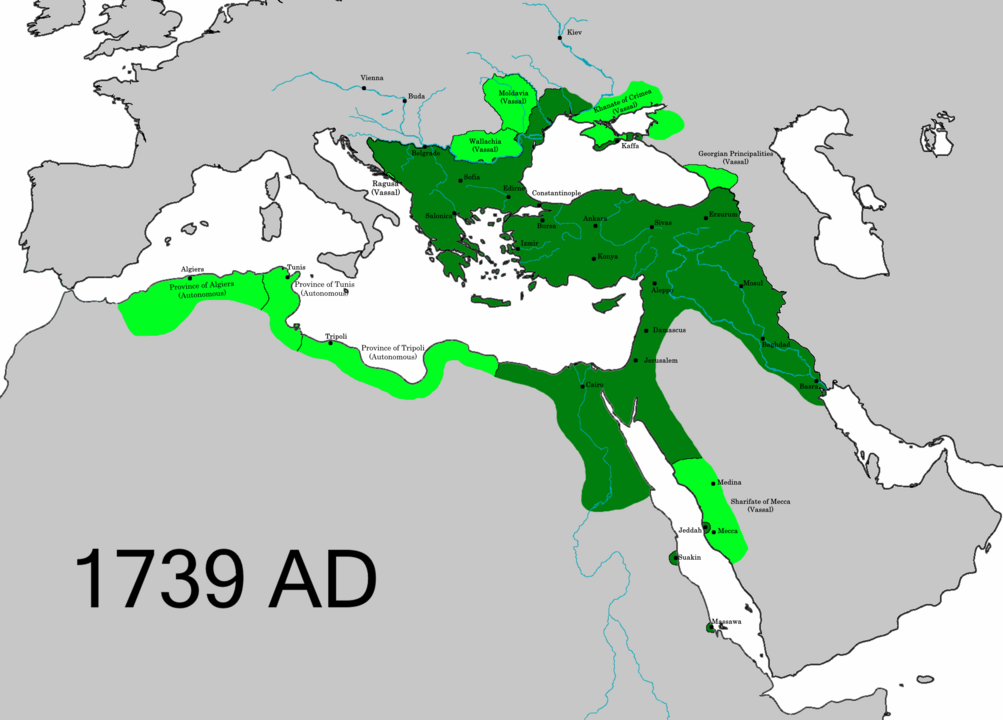 Kiev
Vienna
Buda
Moldavia
(Vassal)
Khanate of Crimea
(Vassal)
Wallachia
(Vassal)
Kaffa
Belgrade
Georgian Principalities
(Vassal)
Ragusa
(Vassal)
Sofia
Edirne
Constantinople
Salonica
Bursa
Ankara
Sivas
Erzurum
Izmir
Konya
Algiers
Tunis
Province of Algiers
(Autonomous)
Province of Tunis
(Autonomous)
Aleppo
Mosul
Tripoli
Province of Tripoli
(Autonomous)
Damascus
Baghdad
Jerusalem
Cairo
Basra
Medina
Sharifate of Mecca
(Vassal)
Jeddah
Mecca
Suakin
1739 AD
Massawa